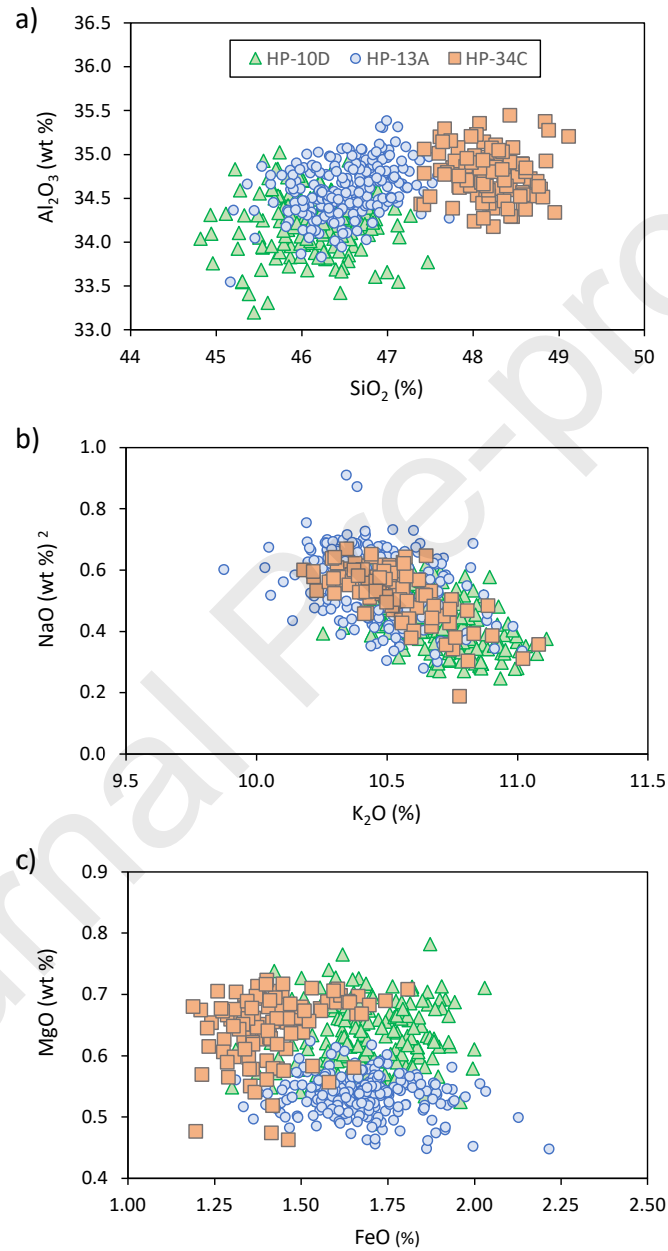 a)
36.5
36.0
35.5
35.0
34.5
34.0
33.5
33.0
Al₂O₃ (wt %)
HP-10D HP-13A HP-34C
44 45 46 47 48 49 50
SiO₂ (%)
b)
1.0
0.8
0.6
0.4
0.2
0.0
NaO (wt %) ²
9.5 10.0 10.5 11.0 11.5
K₂O (%)
c)
0.9
0.8
0.7
0.6
0.5
0.4
MgO (wt %)
1.00 1.25 1.50 1.75 2.00 2.25 2.50
FeO (%)
urnal Pre-pro